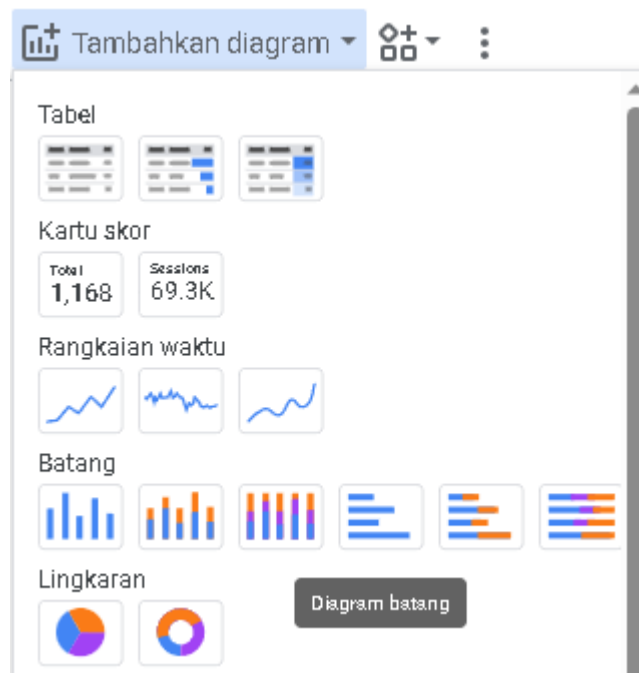 Tambahkan diagram
Tabel
Kartu skor
Total
1,168
Sessions
69.3K
Rangkaian waktu
Batang
Lingkaran
Diagram batang